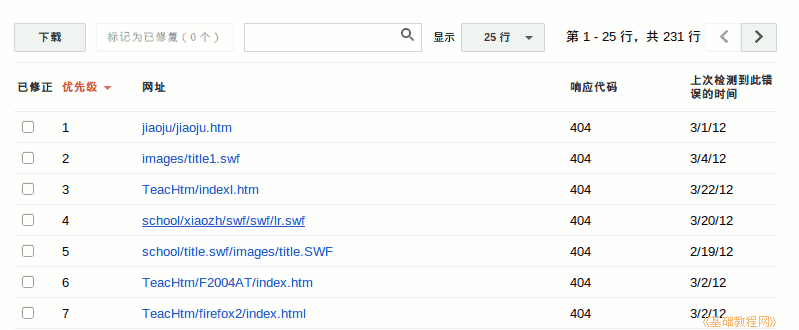 下载 标记为已修复(0 个) 显示 25 行 第 1 - 25 行，共 231 行
已修正 优先级 网址 响应代码 上次检测到此错误的时间
1 jiaoju/jiaoju.htm 404 3/1/12
2 images/title1.swf 404 3/4/12
3 TeacHtm/indexl.htm 404 3/22/12
4 school/xiaozh/swf/swf/lr.swf 404 3/20/12
5 school/title.swf/images/title.SWF 404 2/19/12
6 TeacHtm/F2004AT/index.htm 404 3/2/12
7 TeacHtm/firefox2/index.html 404 3/2/12
《基础教程网》